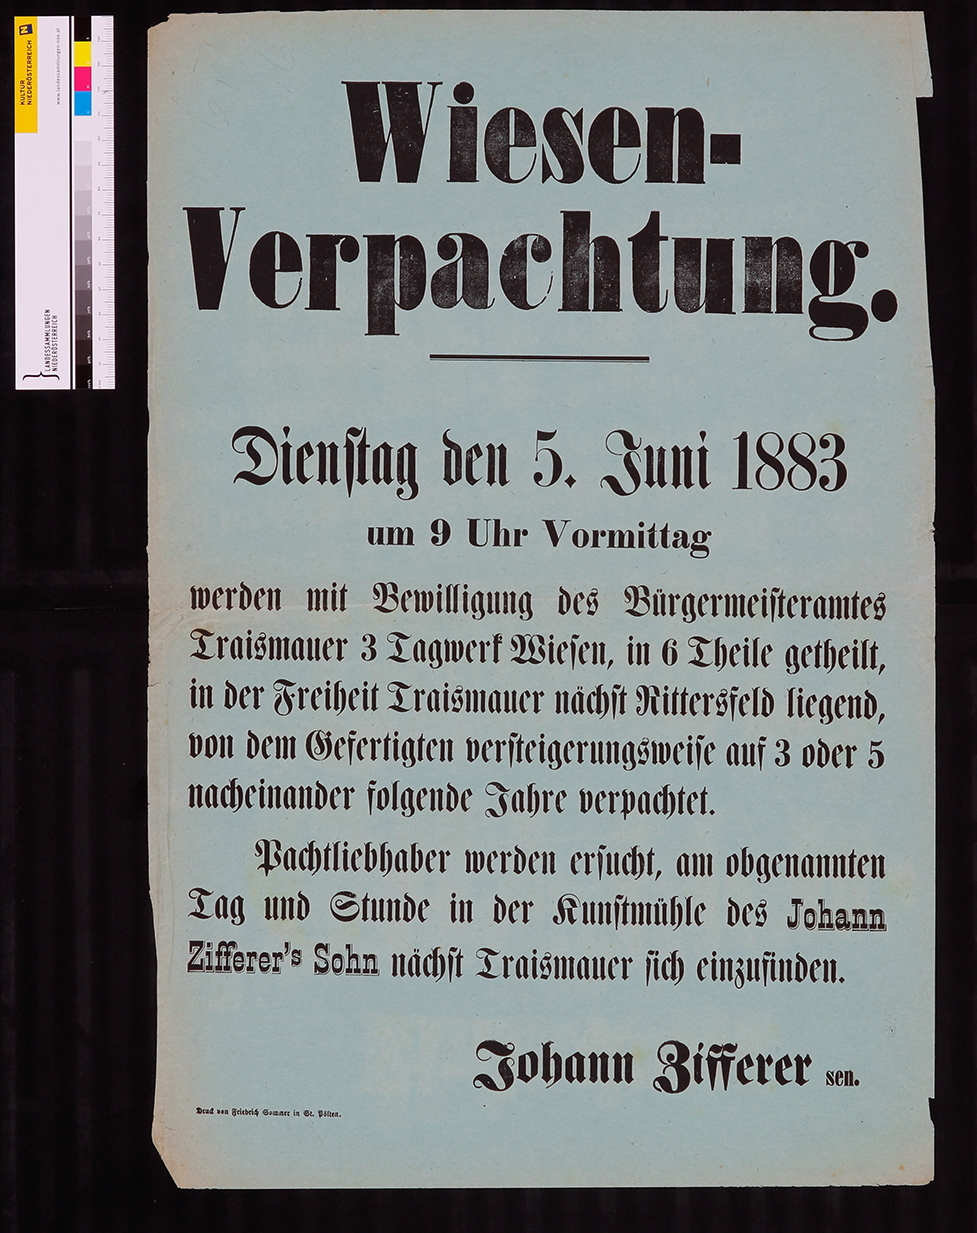 KULTUR
NIEDERÖSTERREICH
www.landessammlungen-noe.at
LANDESSAMMLUNGEN
NIEDERÖSTERREICH
Wiesen-
Verpachtung.
Dienstag den 5. Juni 1883
um 9 Uhr Vormittag
werden mit Bewilligung des Bürgermeisteramtes
Traismauer 3 Tagwerk Wiesen, in 6 Theile getheilt,
in der Freiheit Traismauer nächst Rittersfeld liegend,
von dem Gefertigten versteigerungsweise auf 3 oder 5
nacheinander folgende Jahre verpachtet.
Pachtliebhaber werden ersucht, am obgenannten
Tag und Stunde in der Kunstmühle des Johann
Zifferer's Sohn nächst Traismauer sich einzufinden.
Johann Zifferer sen.
Druck von Friedrich Sommer in St. Pölten.